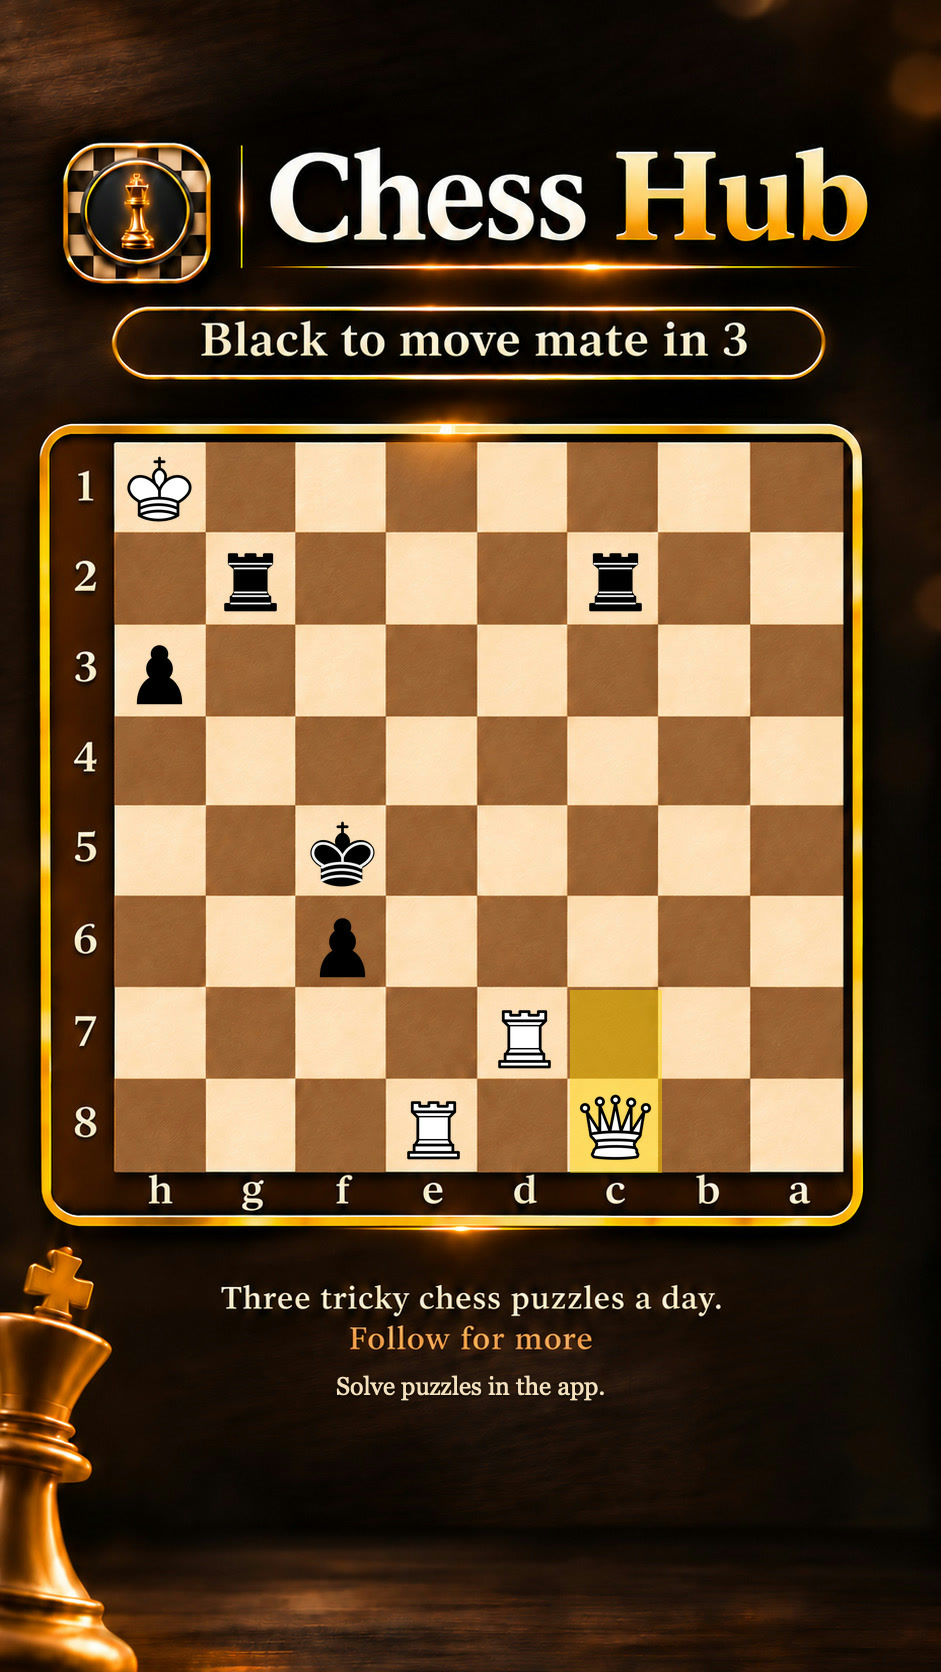 Chess Hub
Black to move mate in 3
1
2
3
4
5
6
7
8
h g f e d c b a
Three tricky chess puzzles a day.
Follow for more
Solve puzzles in the app.